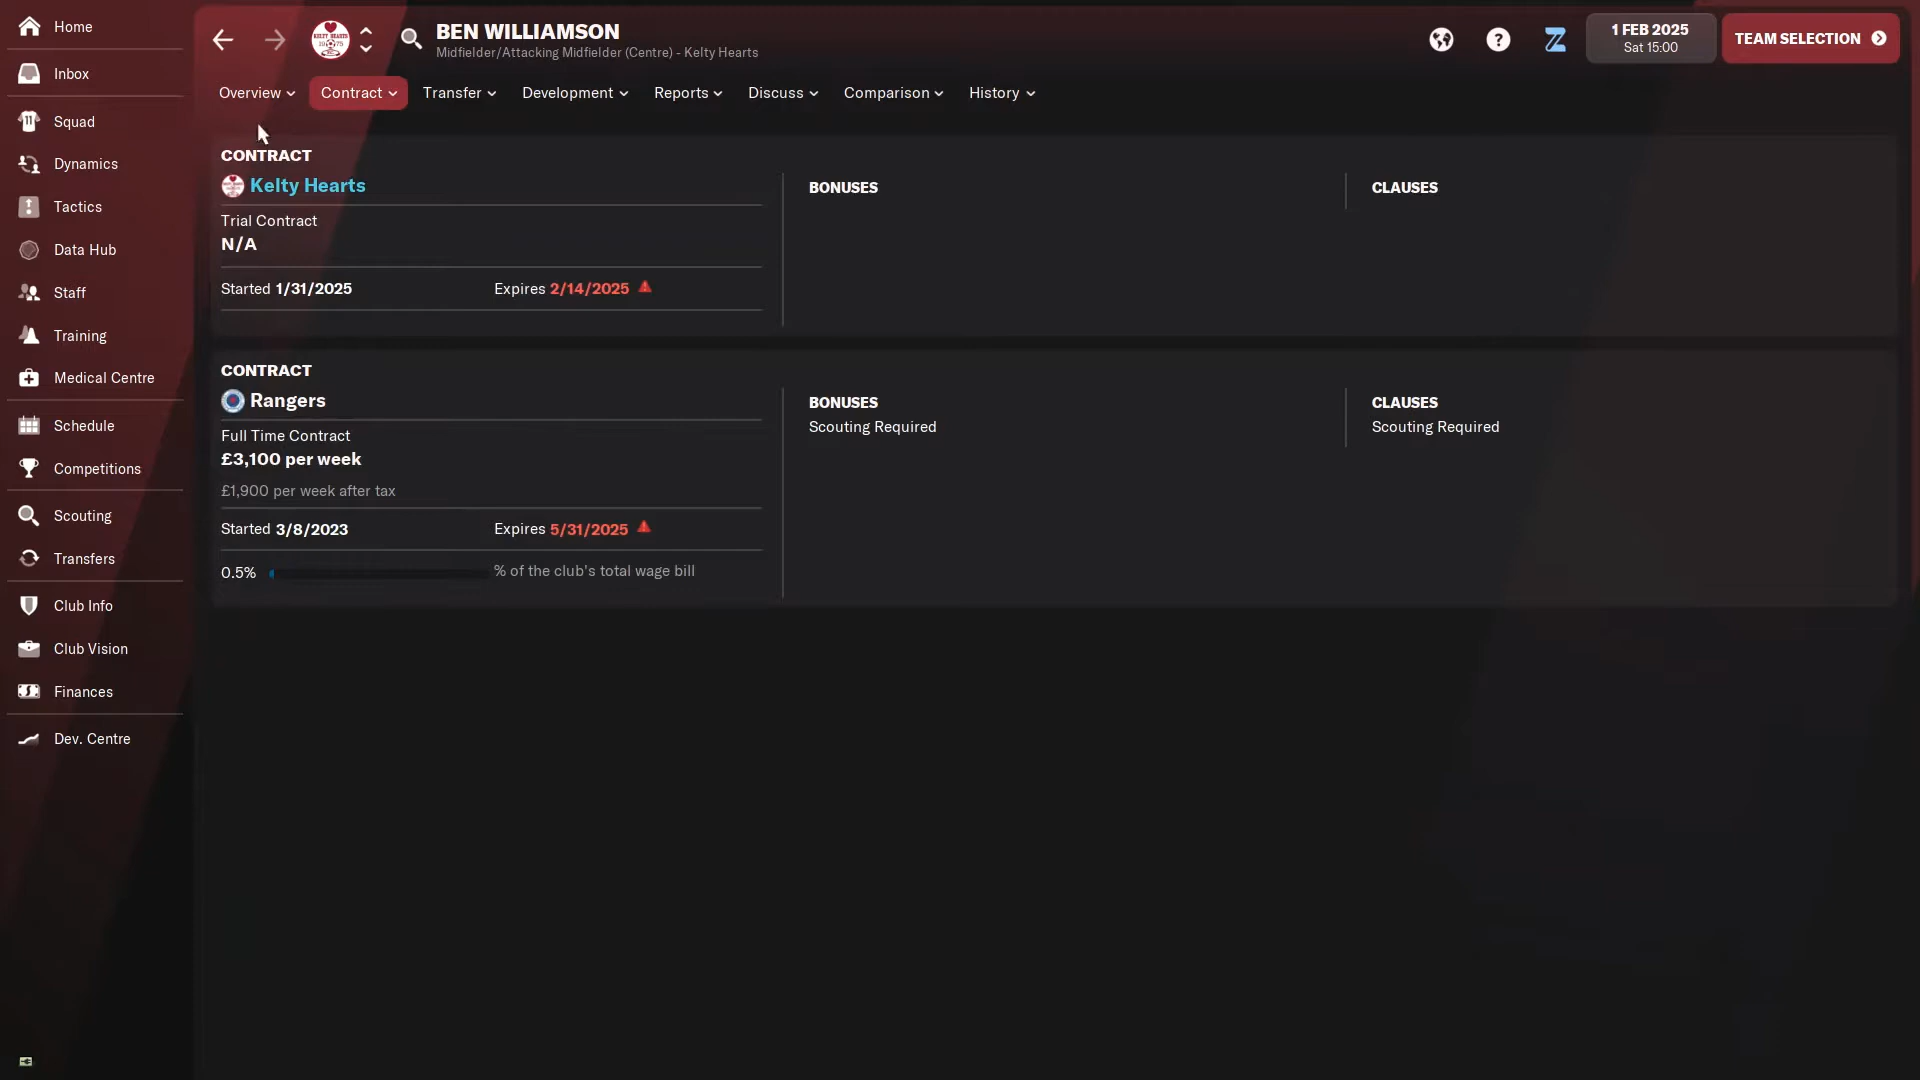 Home
Inbox
Squad
Dynamics
Tactics
Data Hub
Staff
Training
Medical Centre
Schedule
Competitions
Scouting
Transfers
Club Info
Club Vision
Finances
Dev. Centre
BEN WILLIAMSON
Midfielder/Attacking Midfielder (Centre) - Kelty Hearts
1 FEB 2025
Sat 15:00
TEAM SELECTION
Overview
Contract
Transfer
Development
Reports
Discuss
Comparison
History
CONTRACT
Kelty Hearts
Trial Contract
N/A
Started 1/31/2025
Expires 2/14/2025
BONUSES
CLAUSES
CONTRACT
Rangers
Full Time Contract
£3,100 per week
£1,900 per week after tax
Started 3/8/2023
Expires 5/31/2025
0.5%
% of the club's total wage bill
BONUSES
Scouting Required
CLAUSES
Scouting Required